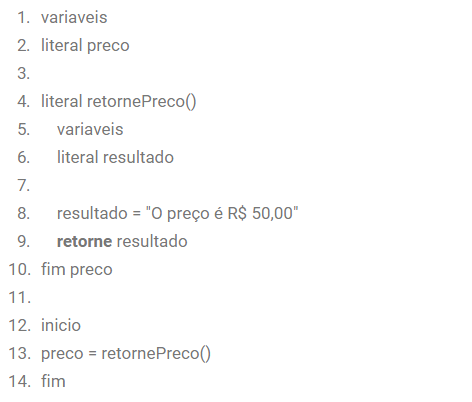 1. variaveis
2. literal preco
3.
4. literal retornePreco()
5. variaveis
6. literal resultado
7.
8. resultado = "O preço é R$ 50,00"
9. retorne resultado
10. fim preco
11.
12. inicio
13. preco = retornePreco()
14. fim